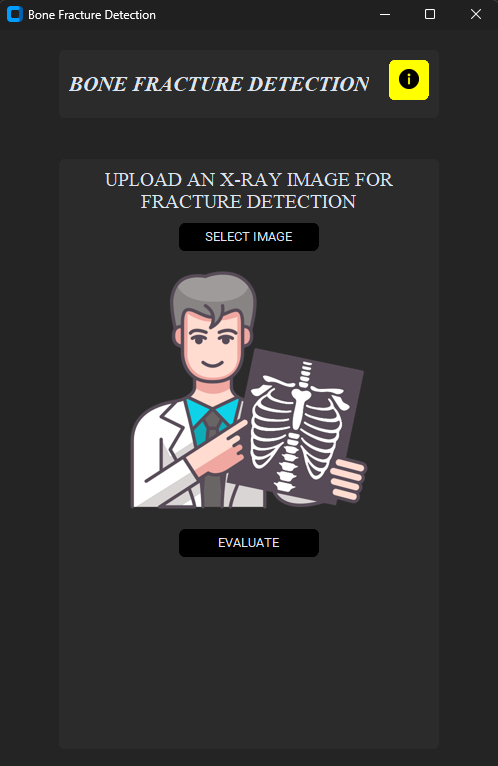 Bone Fracture Detection
BONE FRACTURE DETECTION
UPLOAD AN X-RAY IMAGE FOR
FRACTURE DETECTION
SELECT IMAGE
EVALUATE